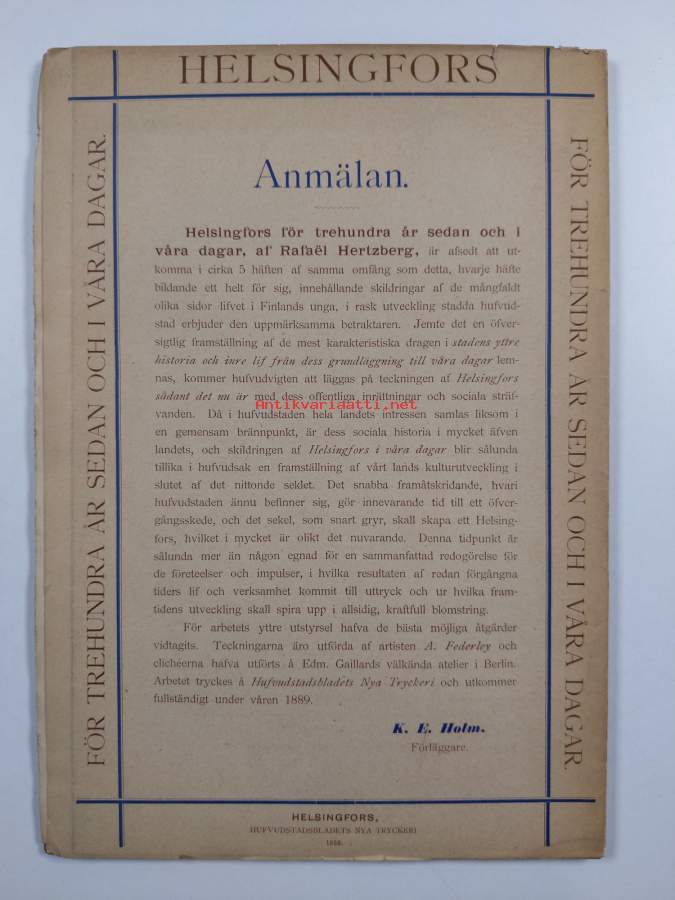 HELSINGFORS
FÖR TREHUNDRA ÅR SEDAN OCH I VÅRA DAGAR.
Anmälan.
Helsingfors för trehundra år sedan och i
våra dagar, af Rafaël Hertzberg, är afsedt att ut-
komma i cirka 5 häften af samma omfång som detta, hvarje häfte
bildande ett helt för sig, innehållande skildringar af de mångfaldt
olika sidor lifvet i Finlands unga, i rask utveckling stadda hufvud-
stad erbjuder den uppmärksamma betraktaren. Jemte det en öfver-
sigtlig framställning af de mest karakteristiska dragen i stadens yttre
historia och inre lif från dess grundläggning till våra dagar lem-
nas, kommer hufvudvigten att läggas på teckningen af Helsingfors
sådant det nu är med dess offentliga inrättningar och sociala sträf-
vanden. Då i hufvudstaden hela landets intressen samlas liksom i
Antikvariaatti.net
en gemensam brännpunkt, är dess sociala historia i mycket äfven
landets, och skildringen af Helsingfors i våra dagar blir sålunda
tillika i hufvudsak en framställning af vårt lands kulturutveckling i
slutet af det nittonde seklet. Det snabba framåtskridande, hvari
hufvudstaden ännu befinner sig, gör innevarande tid till ett öfver-
gångsskede, och det sekel, som snart gryr, skall skapa ett Helsing-
fors, hvilket i mycket är olikt det nuvarande. Denna tidpunkt är
sålunda mer än någon egnad för en sammanfattad redogörelse för
de företeelser och impulser, i hvilka resultaten af redan förgångna
tiders lif och verksamhet kommit till uttryck och ur hvilka fram-
tidens utveckling skall spira upp i allsidig, kraftfull blomstring.
För arbetets yttre utstyrsel hafva de bästa möjliga åtgärder
vidtagits. Teckningarna äro utförda af artisten A. Federley och
clichéerna hafva utförts å Edm. Gaillards välkända atelier i Berlin.
Arbetet tryckes å Hufvudstadsbladets Nya Tryckeri och utkommer
fullständigt under våren 1889.
K. E. Holm.
Förläggare.
FÖR TREHUNDRA ÅR SEDAN OCH I VÅRA DAGAR.
HELSINGFORS,
HUFVUDSTADSBLADETS NYA TRYCKERI
1888.